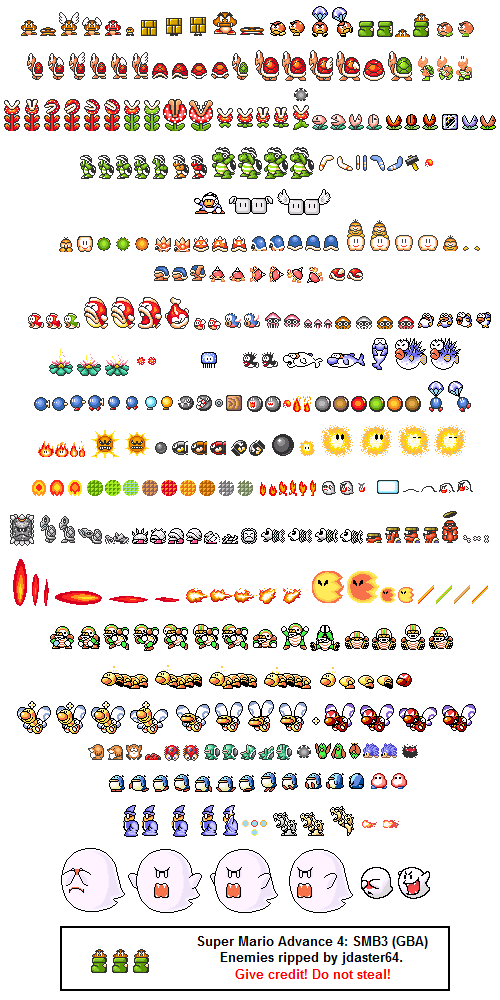 Super Mario Advance 4: SMB3 (GBA)
Enemies ripped by jdaster64.
Give credit! Do not steal!